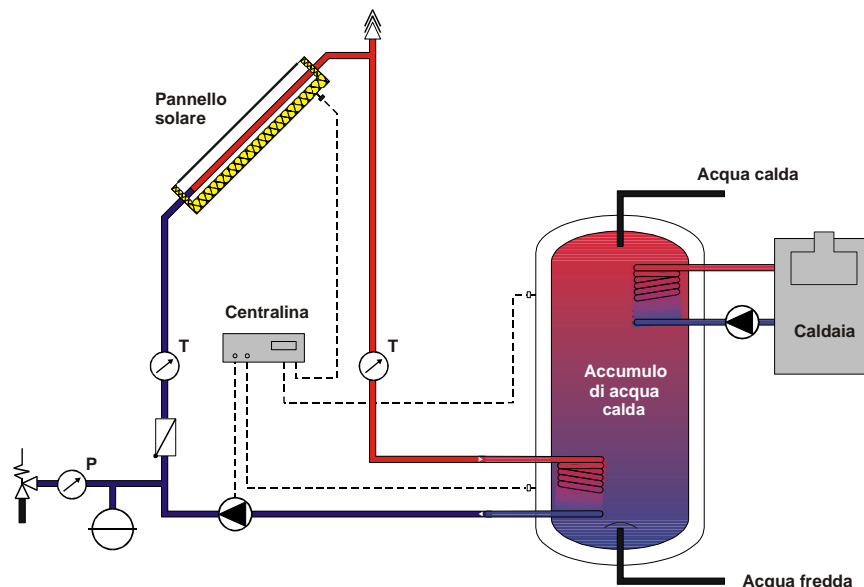 Pannello
solare
Acqua calda
Centralina
T
T
Caldaia
Accumulo
di acqua
calda
P
Acqua fredda